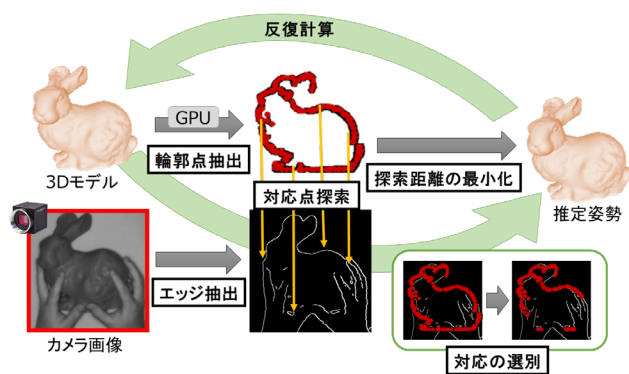 反復計算
GPU
輪郭点抽出
探索距離の最小化
3Dモデル
対応点探索
推定姿勢
エッジ抽出
カメラ画像
対応の選別